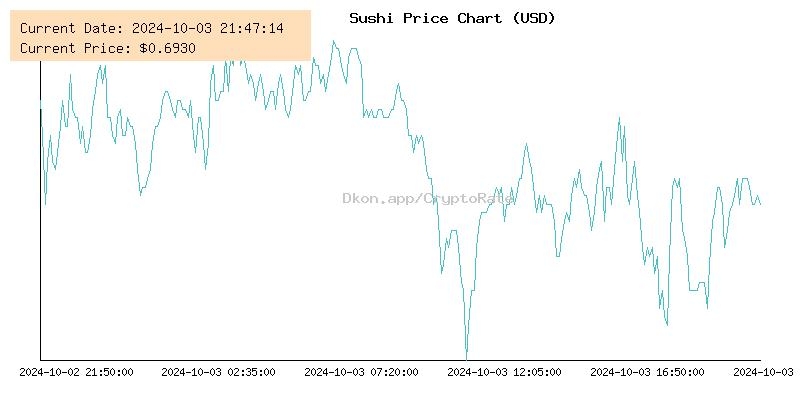 Sushi Price Chart (USD)
Current Date: 2024-10-03 21:47:14
Current Price: $0.6930
Dkon.app/CryptoRate
2024-10-02 21:50:00 2024-10-03 02:35:00 2024-10-03 07:20:00 2024-10-03 12:05:00 2024-10-03 16:50:00 2024-10-03